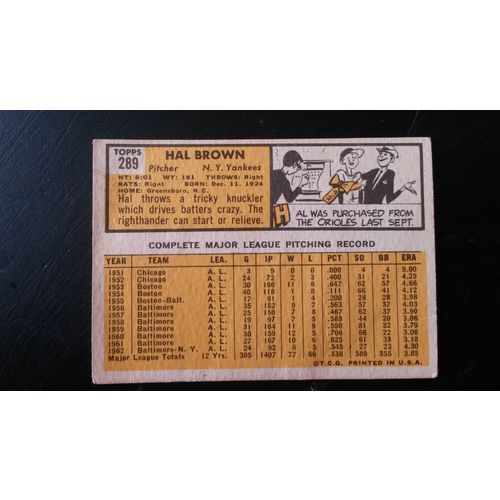 TOPPS
289
HAL BROWN
Pitcher N. Y. Yankees
HT: 6:01 WT: 181 THROWS: Right
BATS: Right BORN: Dec. 11, 1924
HOME: Greensboro, N.C.
Hal throws a tricky knuckler
which drives batters crazy. The
righthander can start or relieve.
HAL WAS PURCHASED FROM
THE ORIOLES LAST SEPT.
COMPLETE MAJOR LEAGUE PITCHING RECORD
YEAR TEAM LEA. G IP W L PCT SO BB ERA
1951 Chicago A. L. 3 9 0 0 .000 4 4 9.00
1952 Chicago A. L. 24 72 2 3 .400 31 21 4.25
1953 Boston A. L. 30 166 11 6 .647 62 57 4.66
1954 Boston A. L. 40 118 1 8 .111 66 41 4.12
1955 Boston-Balt. A. L. 17 61 1 4 .200 28 28 3.98
1956 Baltimore A. L. 35 152 9 7 .563 57 37 4.03
1957 Baltimore A. L. 25 150 7 8 .467 62 37 3.90
1958 Baltimore A. L. 19 97 7 5 .583 44 20 3.06
1959 Baltimore A. L. 31 164 11 9 .550 81 32 3.79
1960 Baltimore A. L. 30 159 12 5 .706 66 22 3.06
1961 Baltimore A. L. 27 167 10 6 .625 61 33 3.18
1962 Baltimore-N. Y. A. L. 24 92 6 5 .545 27 23 4.30
Major League Totals 12 Yrs. 305 1407 77 66 .538 589 355 3.85
© T. C. G. PRINTED IN U.S.A.